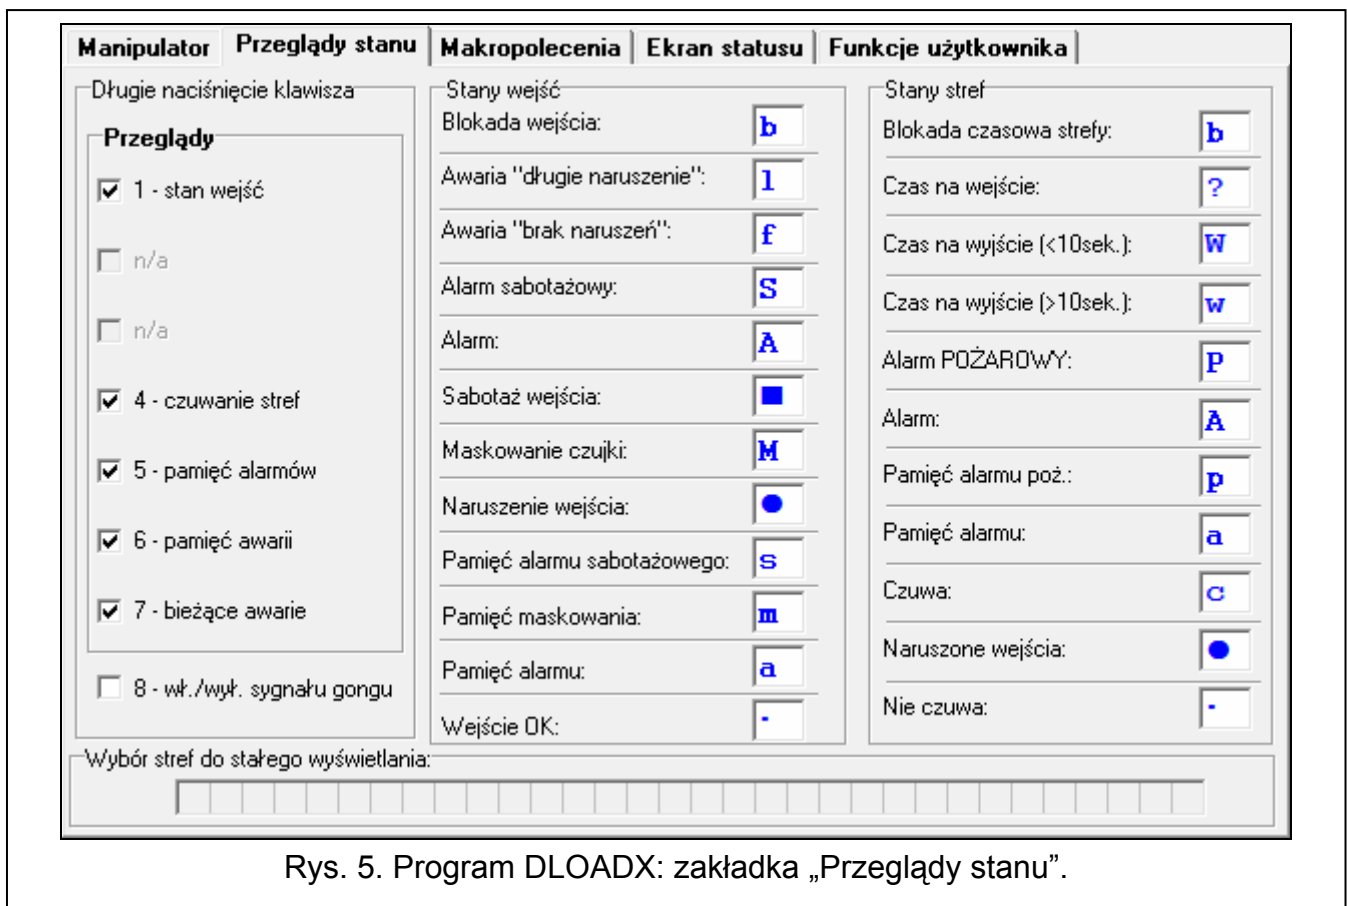 Manipulator Przeglądy stanu Makropolecenia Ekran statusu Funkcje użytkownika
Długie naciśnięcie klawisza
Przeglądy
1 - stan wejść
n/a
n/a
4 - czuwanie stref
5 - pamięć alarmów
6 - pamięć awarii
7 - bieżące awarie
8 - wł./wył. sygnału gongu
Stany wejść
Blokada wejścia: b
Awaria "długie naruszenie": l
Awaria "brak naruszeń": f
Alarm sabotażowy: S
Alarm: A
Sabotaż wejścia: ■
Maskowanie czujki: M
Naruszenie wejścia: ●
Pamięć alarmu sabotażowego: s
Pamięć maskowania: m
Pamięć alarmu: a
Wejście OK: -
Stany stref
Blokada czasowa strefy: b
Czas na wejście: ?
Czas na wyjście (<10sek.): W
Czas na wyjście (>10sek.): w
Alarm POŻAROWY: P
Alarm: A
Pamięć alarmu poż.: p
Pamięć alarmu: a
Czuwa: c
Naruszone wejścia: ●
Nie czuwa: -
Wybór stref do stałego wyświetlania:
Rys. 5. Program DLOADX: zakładka „Przeglądy stanu”.